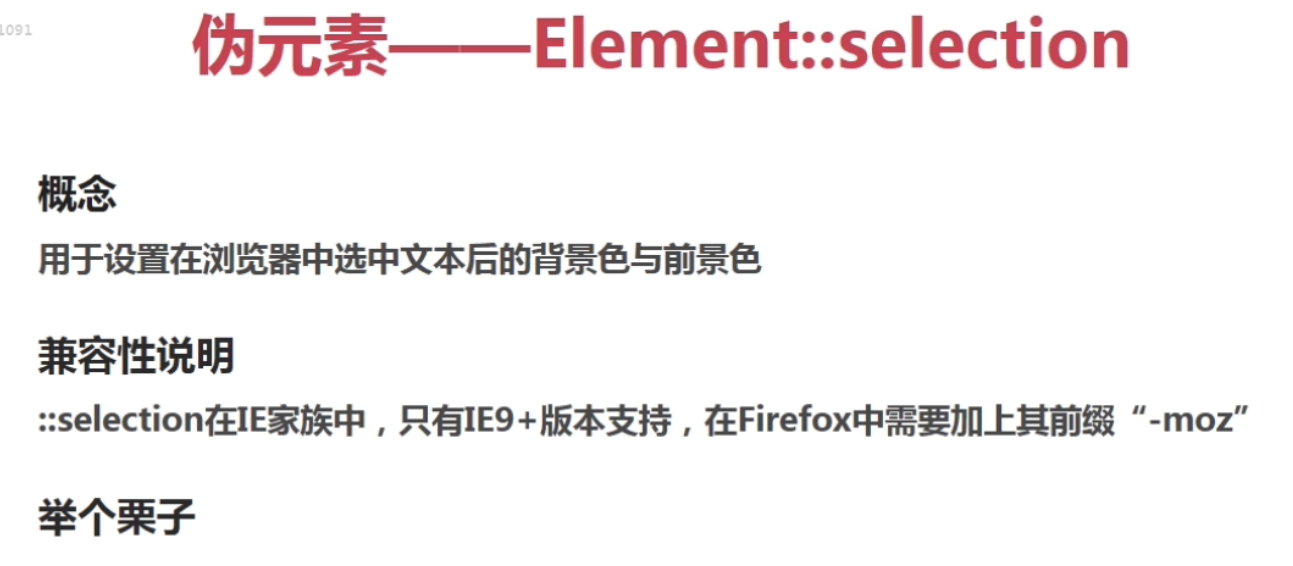 1091
伪元素——Element::selection
概念
用于设置在浏览器中选中文本后的背景色与前景色
兼容性说明
::selection在IE家族中，只有IE9+版本支持，在Firefox中需要加上其前缀“-moz”
举个栗子